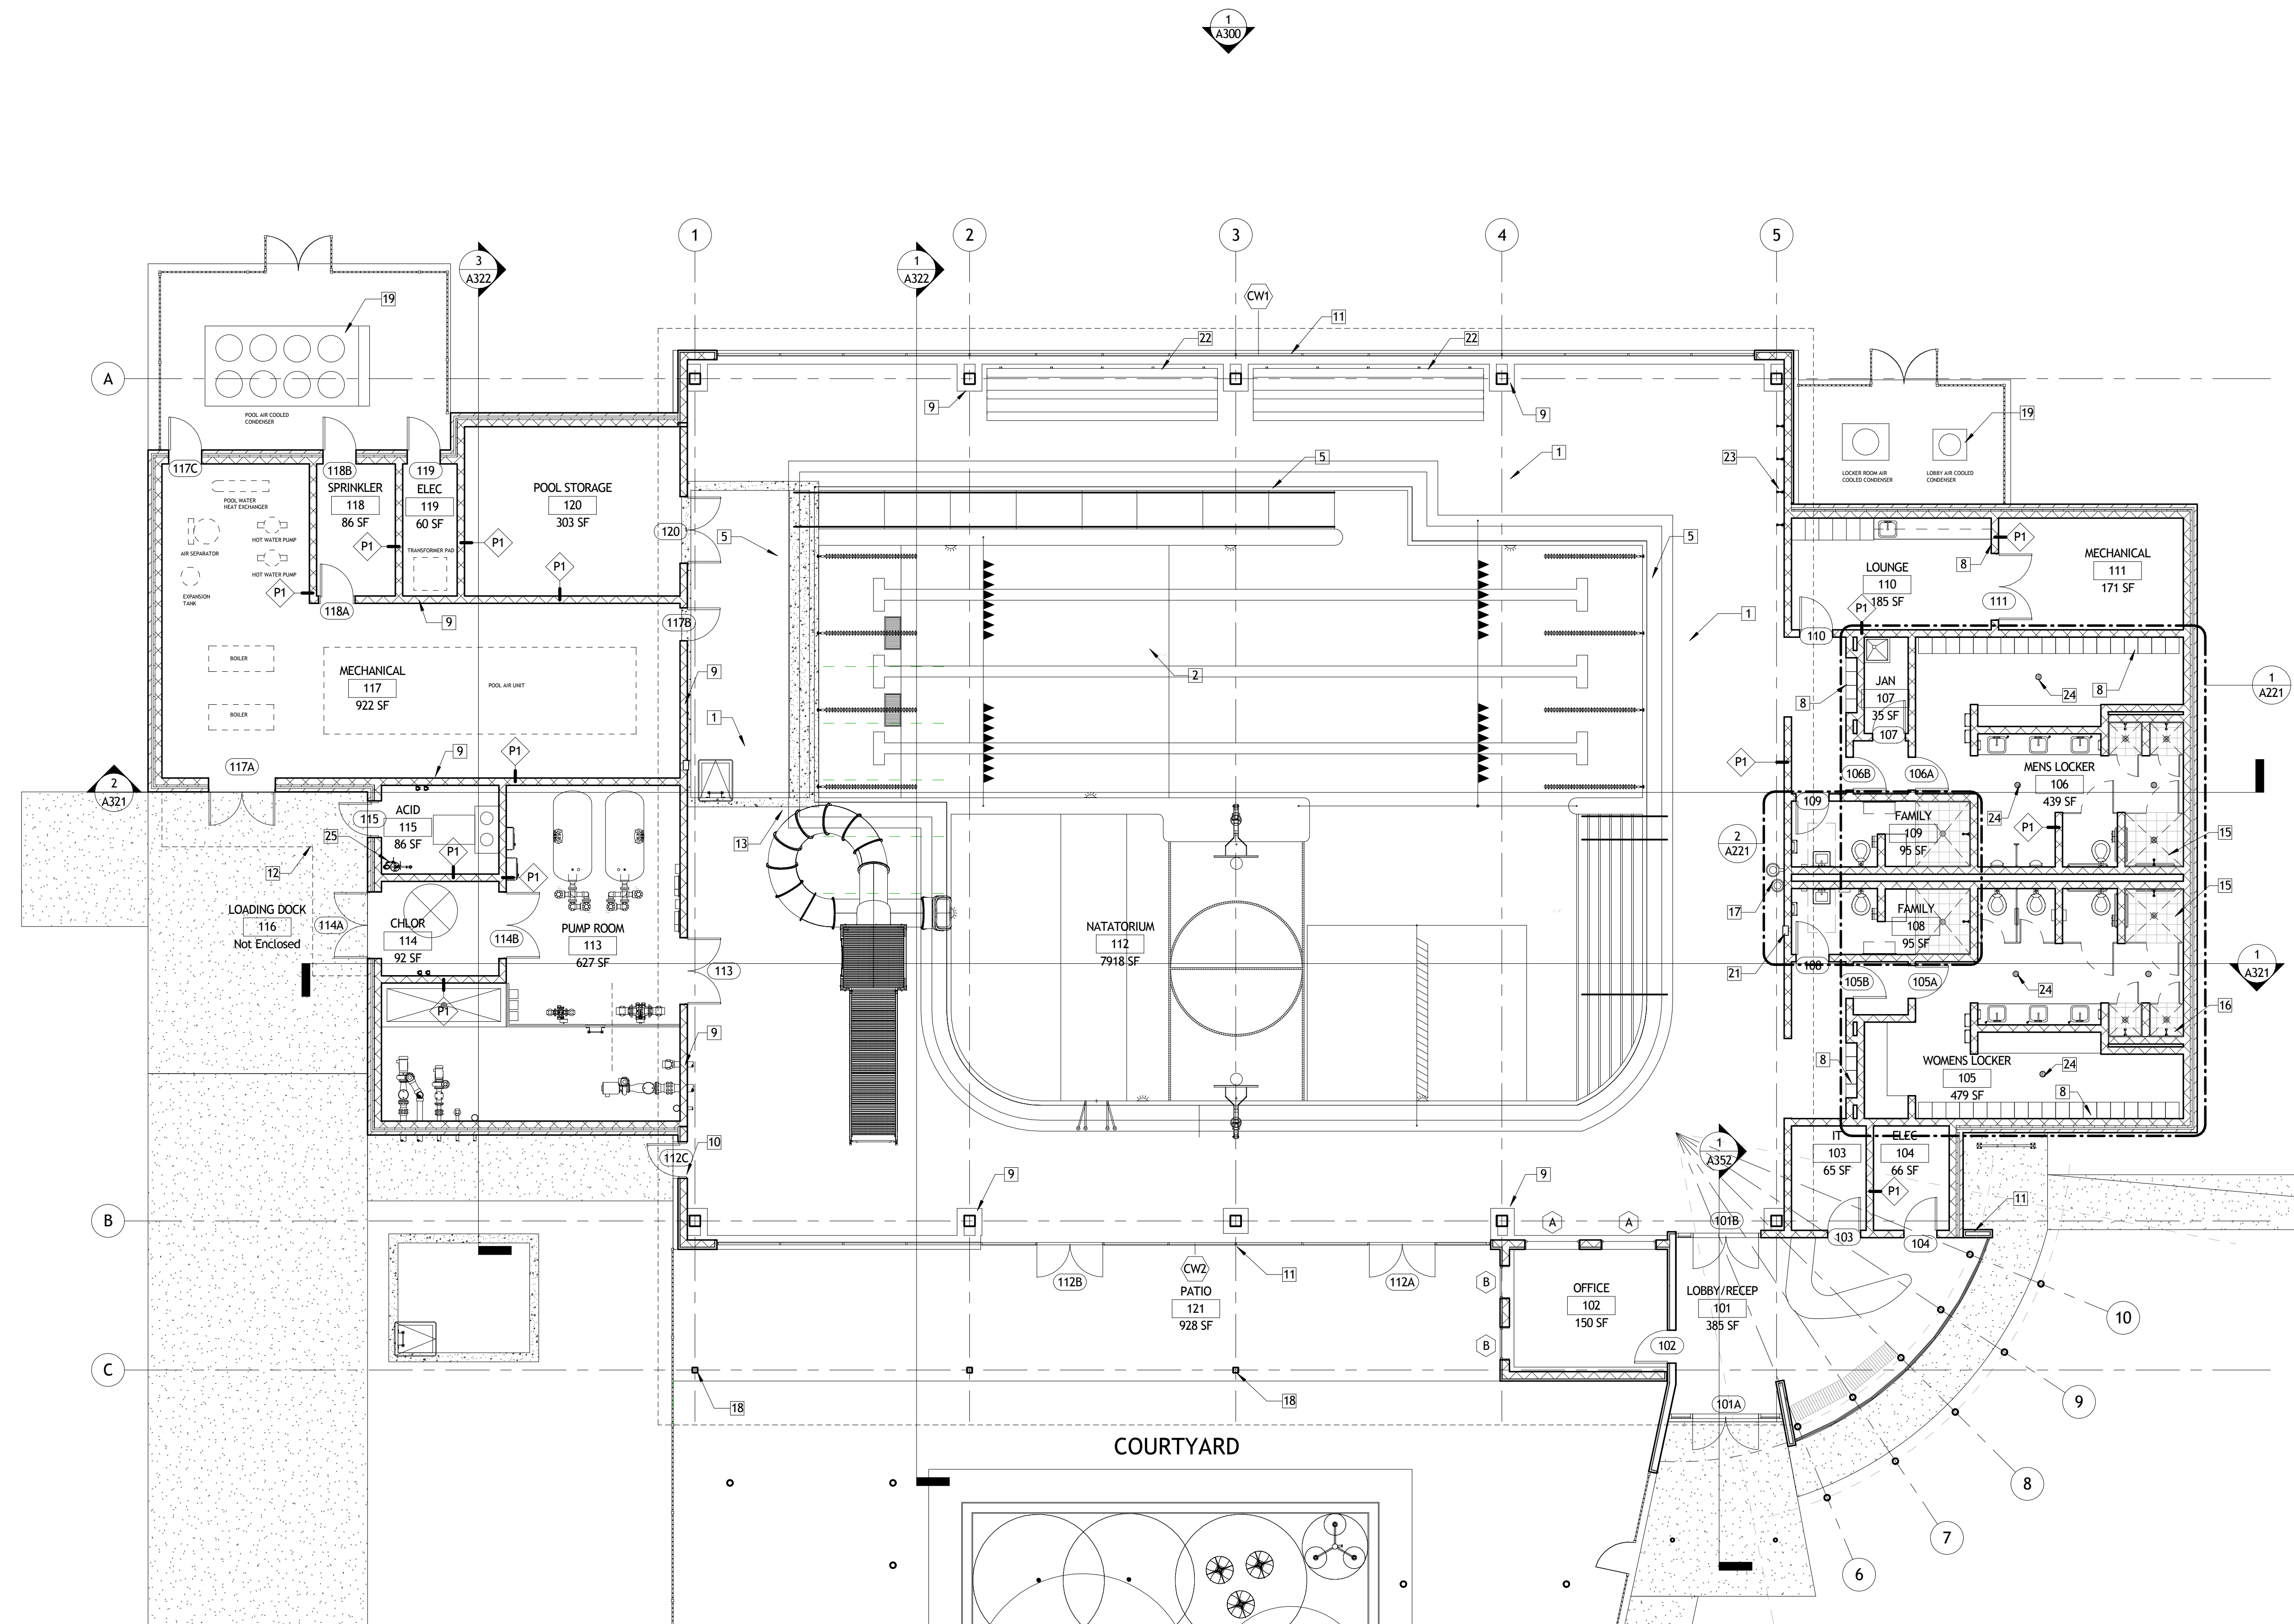 1
A300
1
2
3
4
5
3
A322
1
A322
19
CW1
11
22
22
A
9
9
19
POOL AIR COOLED
CONDENSER
1
5
23
LOCKER ROOM AIR
COOLED CONDENSER
LOBBY AIR COOLED
CONDENSER
117C
118B
119
SPRINKLER
118
86 SF
ELEC
119
60 SF
POOL STORAGE
120
303 SF
POOL WATER
HEAT EXCHANGER
HOT WATER PUMP
AIR SEPARATOR
HOT WATER PUMP
EXPANSION
TANK
TRANSFORMER PAD
P1
P1
P1
P1
118A
9
120
5
5
117B
P1
8
MECHANICAL
111
171 SF
LOUNGE
110
185 SF
P1
111
1
110
BOILER
BOILER
MECHANICAL
117
922 SF
POOL AIR UNIT
9
2
1
JAN
107
35 SF
107
8
24
8
1
A221
2
A321
117A
9
P1
P1
106B
106A
MENS LOCKER
106
439 SF
24
P1
115
ACID
115
86 SF
25
P1
P1
12
13
109
FAMILY
109
95 SF
2
A221
15
15
17
LOADING DOCK
116
Not Enclosed
114A
CHLOR
114
92 SF
114B
PUMP ROOM
113
627 SF
113
NATATORIUM
112
7918 SF
FAMILY
108
95 SF
108
21
105B
105A
24
1
A321
16
P1
9
8
WOMENS LOCKER
105
479 SF
24
8
10
112C
1
A352
IT
103
65 SF
ELEC
104
66 SF
P1
9
9
11
B
A
A
101B
103
104
112B
CW2
11
112A
B
PATIO
121
928 SF
OFFICE
102
150 SF
LOBBY/RECEP
101
385 SF
10
B
102
C
18
18
101A
9
COURTYARD
8
7
6